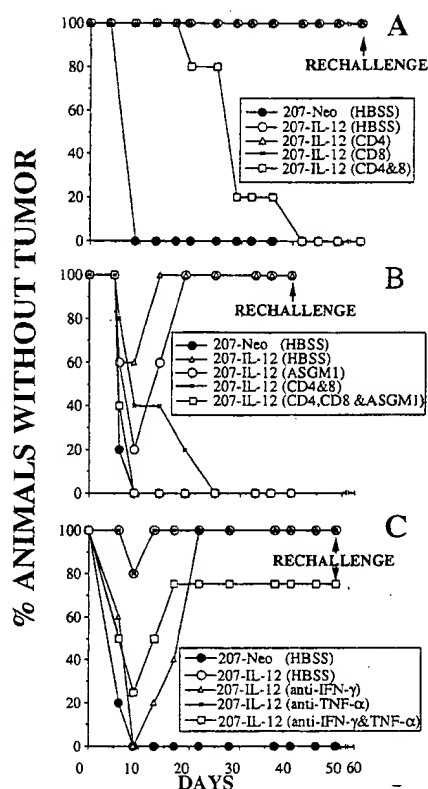 % ANIMALS WITHOUT TUMOR
A
100
80
60
40
20
0
RECHALLENGE
207-Neo (HBSS)
207-IL-12 (HBSS)
207-IL-12 (CD4)
207-IL-12 (CD8)
207-IL-12 (CD4&8)
B
100
80
60
40
20
0
RECHALLENGE
207-Neo (HBSS)
207-IL-12 (HBSS)
207-IL-12 (ASGM1)
207-IL-12 (CD4&8)
207-IL-12 (CD4,CD8 &ASGM1)
C
100
80
60
40
20
0
RECHALLENGE
207-Neo (HBSS)
207-IL-12 (HBSS)
207-IL-12 (anti-IFN-γ)
207-IL-12 (anti-TNF-α)
207-IL-12 (anti-IFN-γ&TNF-α)
0 10 20 30 40 50 60
DAYS